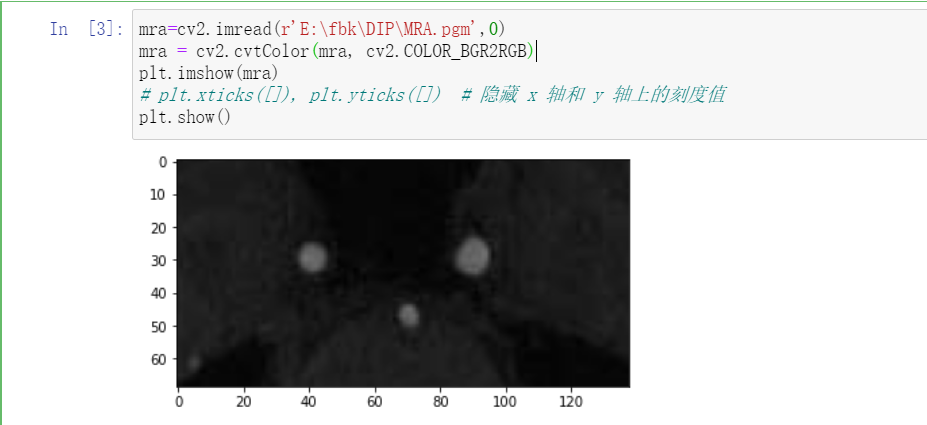 In [3]: mra=cv2.imread(r'E:\fbk\DIP\MRA.pgm',0)
mra = cv2.cvtColor(mra, cv2.COLOR_BGR2RGB)
plt.imshow(mra)
# plt.xticks([]), plt.yticks([])  # 隐藏 x 轴和 y 轴上的刻度值
plt.show()
0
10
20
30
40
50
60
0 20 40 60 80 100 120